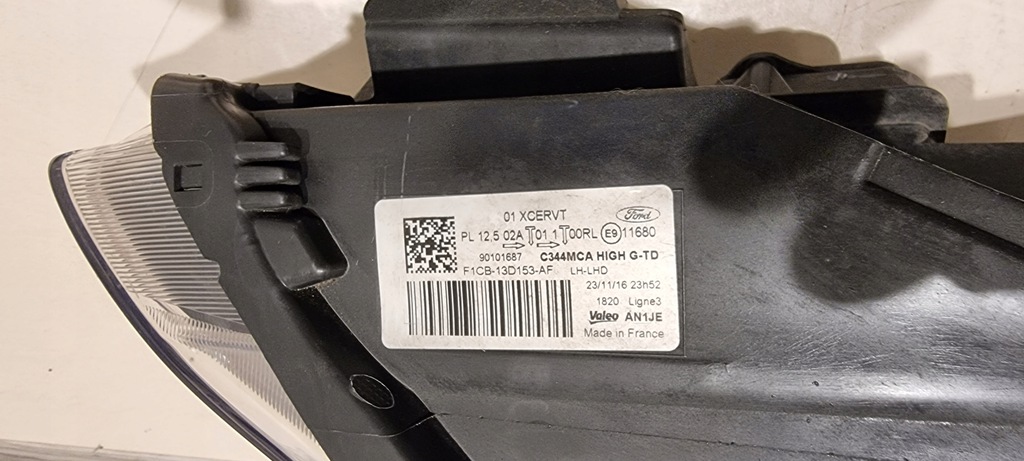 01 XCERVT
Ford
PL 12,5 02A 01 1 00RL E9 11680
90101687 C344MCA HIGH G-TD
F1CB-13D153-AF LH-LHD
23/11/16 23h52
1820 Ligne3
Valeo AN1JE
Made in France